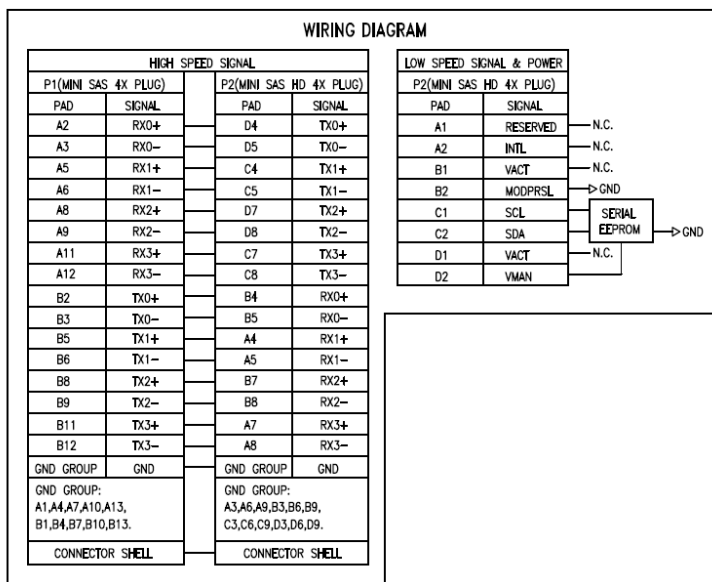 WIRING DIAGRAM
HIGH SPEED SIGNAL
P1(MINI SAS 4X PLUG) P2(MINI SAS HD 4X PLUG)
PAD SIGNAL PAD SIGNAL
A2 RX0+ D4 TX0+
A3 RX0- D5 TX0-
A5 RX1+ C4 TX1+
A6 RX1- C5 TX1-
A8 RX2+ D7 TX2+
A9 RX2- D8 TX2-
A11 RX3+ C7 TX3+
A12 RX3- C8 TX3-
B2 TX0+ B4 RX0+
B3 TX0- B5 RX0-
B5 TX1+ A4 RX1+
B6 TX1- A5 RX1-
B8 TX2+ B7 RX2+
B9 TX2- B8 RX2-
B11 TX3+ A7 RX3+
B12 TX3- A8 RX3-
GND GROUP GND GND GROUP GND
GND GROUP:
A1,A4,A7,A10,A13,
B1,B4,B7,B10,B13.
GND GROUP:
A3,A6,A9,B3,B6,B9,
C3,C6,C9,D3,D6,D9.
CONNECTOR SHELL CONNECTOR SHELL
LOW SPEED SIGNAL & POWER
P2(MINI SAS HD 4X PLUG)
PAD SIGNAL
A1 RESERVED N.C.
A2 INTL N.C.
B1 VACT N.C.
B2 MODPRSL GND
C1 SCL
C2 SDA
SERIAL
EEPROM
GND
D1 VACT N.C.
D2 VMAN